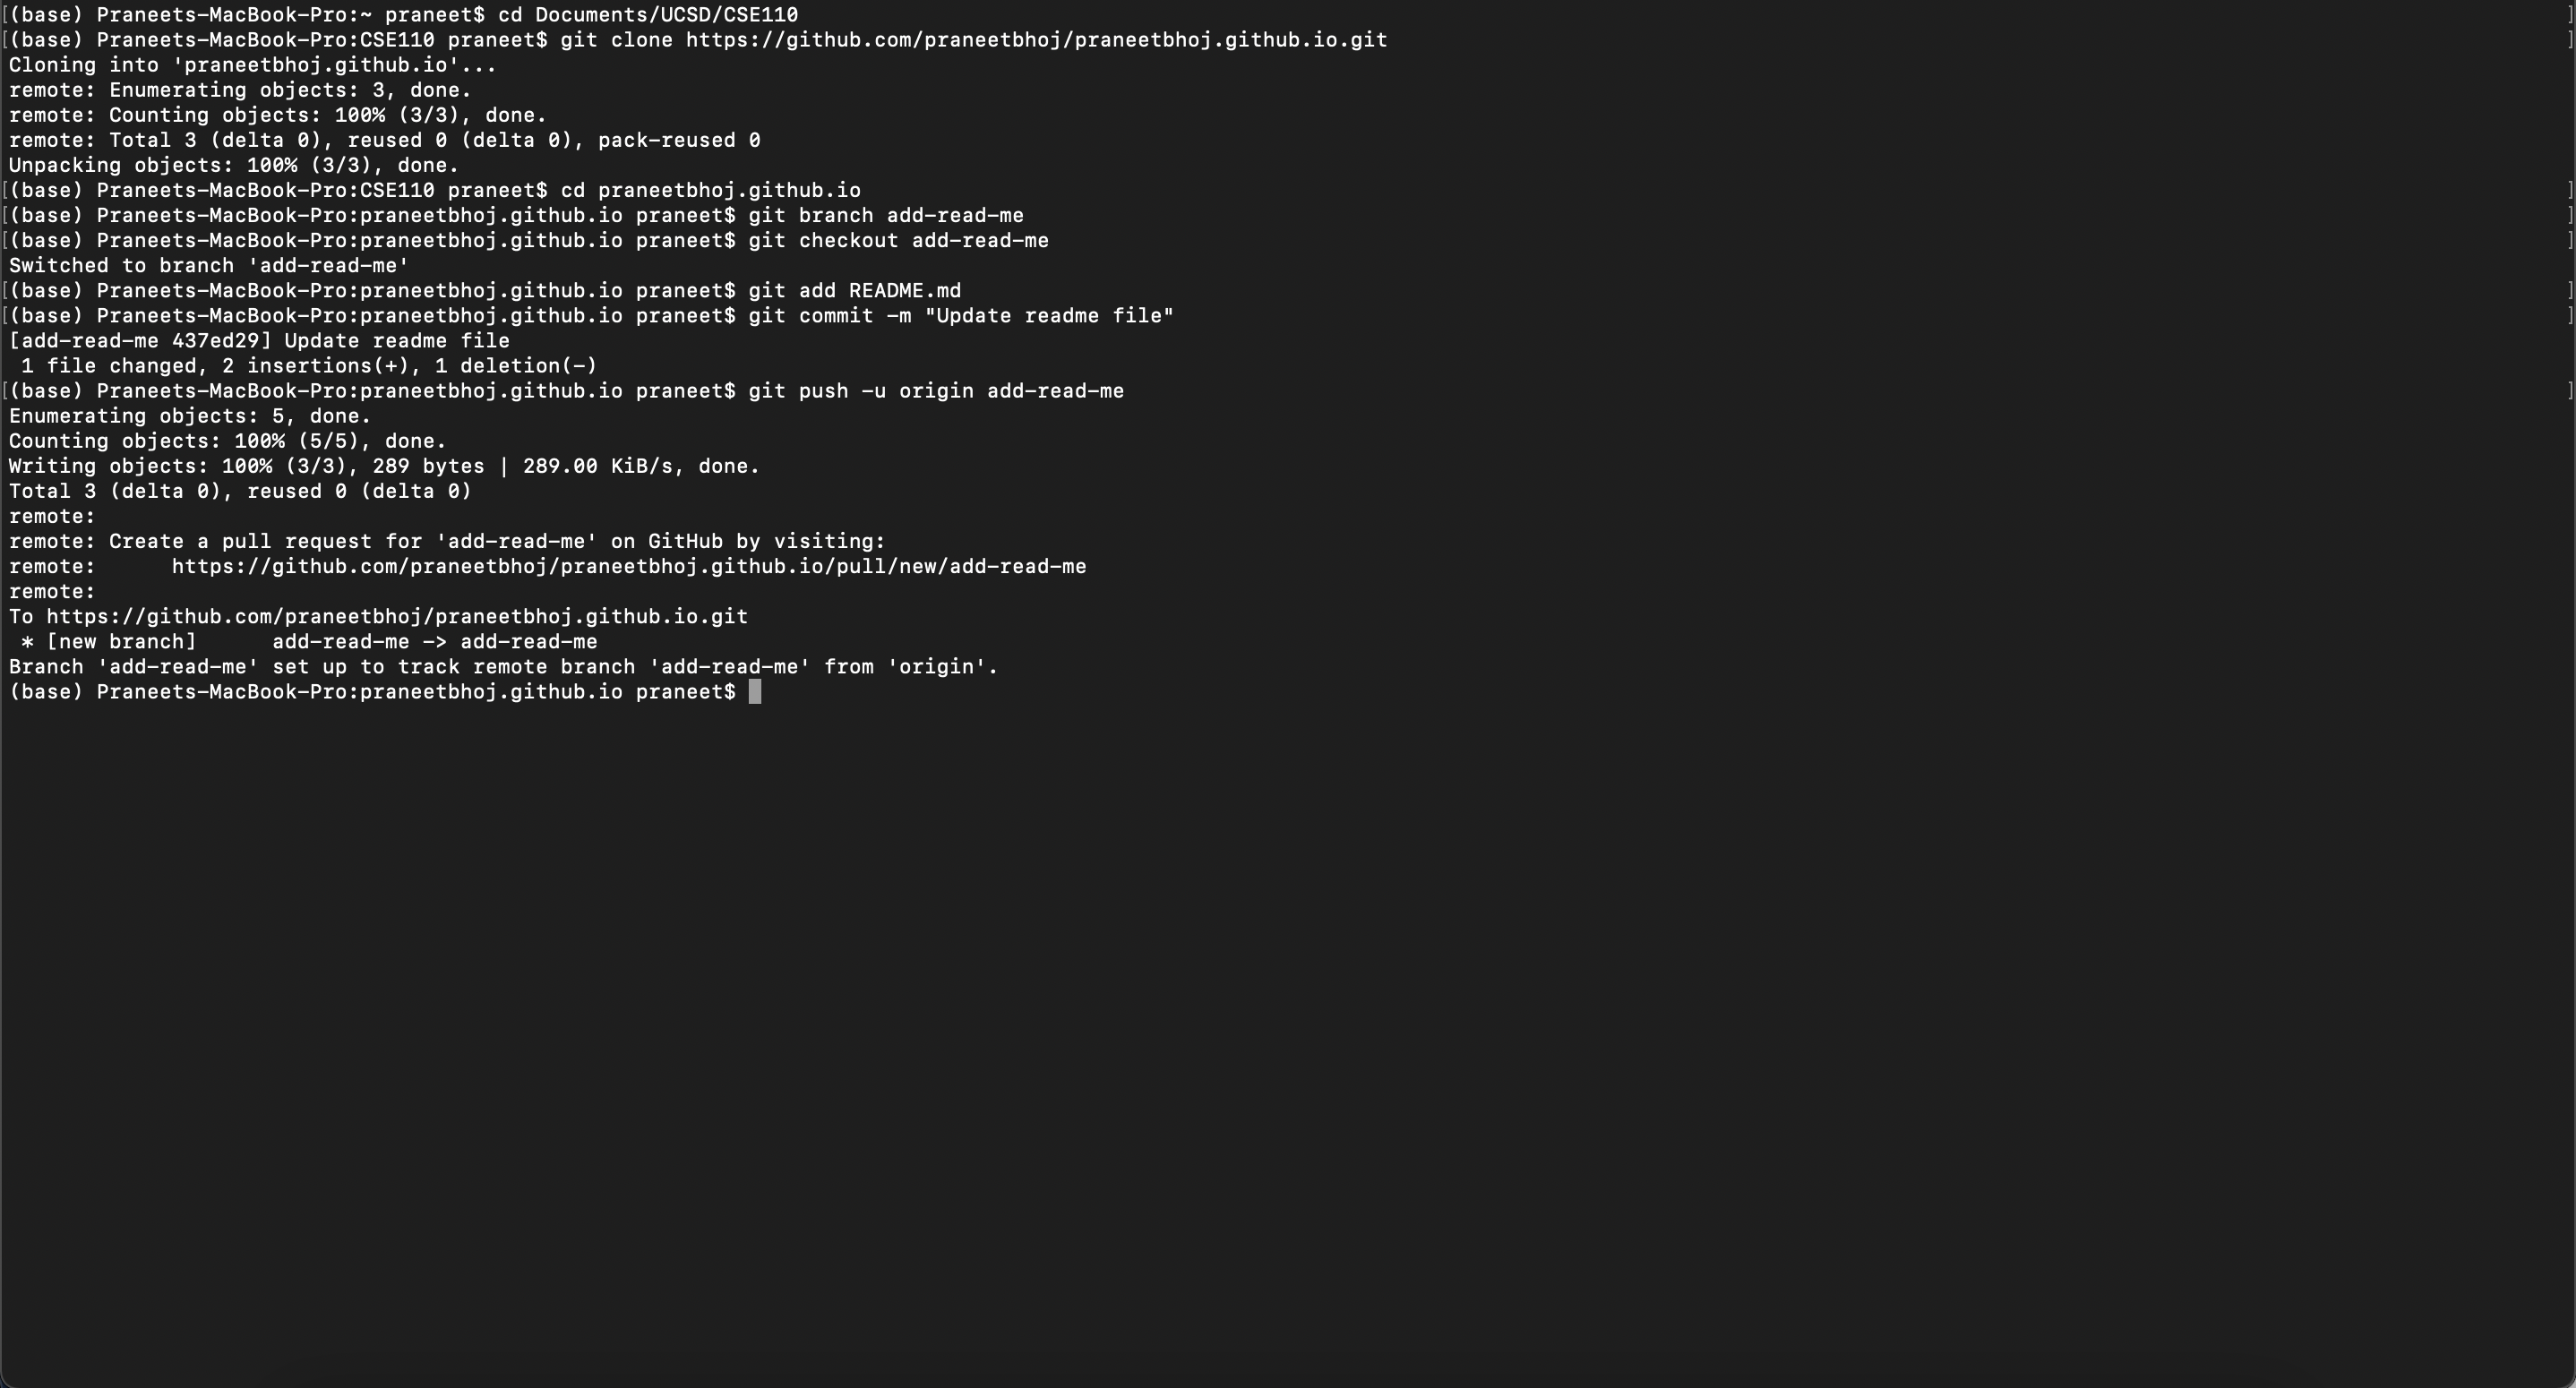 [(base) Praneets-MacBook-Pro:~ praneet$ cd Documents/UCSD/CSE110 ]
[(base) Praneets-MacBook-Pro:CSE110 praneet$ git clone https://github.com/praneetbhoj/praneetbhoj.github.io.git ]
Cloning into 'praneetbhoj.github.io'...
remote: Enumerating objects: 3, done.
remote: Counting objects: 100% (3/3), done.
remote: Total 3 (delta 0), reused 0 (delta 0), pack-reused 0
Unpacking objects: 100% (3/3), done.
[(base) Praneets-MacBook-Pro:CSE110 praneet$ cd praneetbhoj.github.io ]
[(base) Praneets-MacBook-Pro:praneetbhoj.github.io praneet$ git branch add-read-me ]
[(base) Praneets-MacBook-Pro:praneetbhoj.github.io praneet$ git checkout add-read-me ]
Switched to branch 'add-read-me'
[(base) Praneets-MacBook-Pro:praneetbhoj.github.io praneet$ git add README.md ]
[(base) Praneets-MacBook-Pro:praneetbhoj.github.io praneet$ git commit -m "Update readme file" ]
[add-read-me 437ed29] Update readme file
 1 file changed, 2 insertions(+), 1 deletion(-)
[(base) Praneets-MacBook-Pro:praneetbhoj.github.io praneet$ git push -u origin add-read-me ]
Enumerating objects: 5, done.
Counting objects: 100% (5/5), done.
Writing objects: 100% (3/3), 289 bytes | 289.00 KiB/s, done.
Total 3 (delta 0), reused 0 (delta 0)
remote:
remote: Create a pull request for 'add-read-me' on GitHub by visiting:
remote:      https://github.com/praneetbhoj/praneetbhoj.github.io/pull/new/add-read-me
remote:
To https://github.com/praneetbhoj/praneetbhoj.github.io.git
 * [new branch]      add-read-me -> add-read-me
Branch 'add-read-me' set up to track remote branch 'add-read-me' from 'origin'.
(base) Praneets-MacBook-Pro:praneetbhoj.github.io praneet$